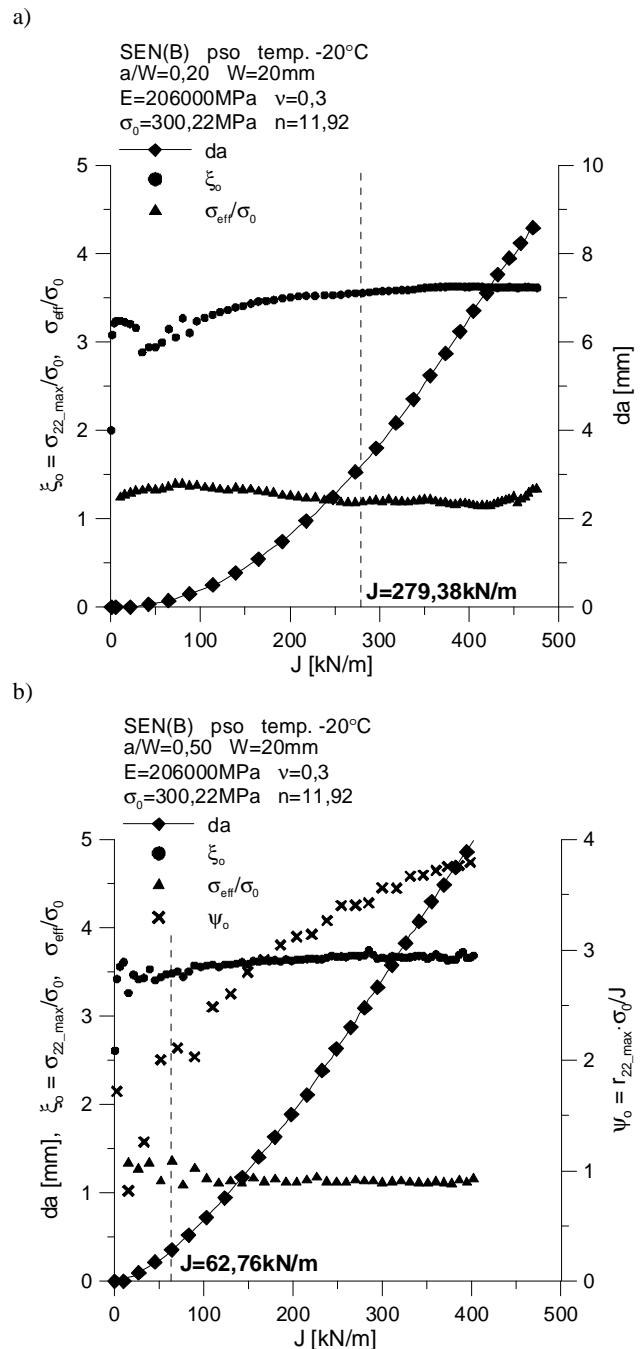 a)
SEN(B) pso temp. -20°C
a/W=0,20 W=20mm
E=206000MPa ν=0,3
σ₀=300,22MPa n=11,92
da
ξₒ
σ_eff/σ₀
5
4
3
2
1
0
ξₒ = σ₂₂_max/σ₀, σ_eff/σ₀
10
8
6
4
2
0
da [mm]
J=279,38kN/m
0 100 200 300 400 500
J [kN/m]
b)
SEN(B) pso temp. -20°C
a/W=0,50 W=20mm
E=206000MPa ν=0,3
σ₀=300,22MPa n=11,92
da
ξₒ
σ_eff/σ₀
ψₒ
5
4
3
2
1
0
da [mm], ξₒ = σ₂₂_max/σ₀, σ_eff/σ₀
4
3
2
1
0
ψₒ = r₂₂_max·σ₀/J
J=62,76kN/m
0 100 200 300 400 500
J [kN/m]